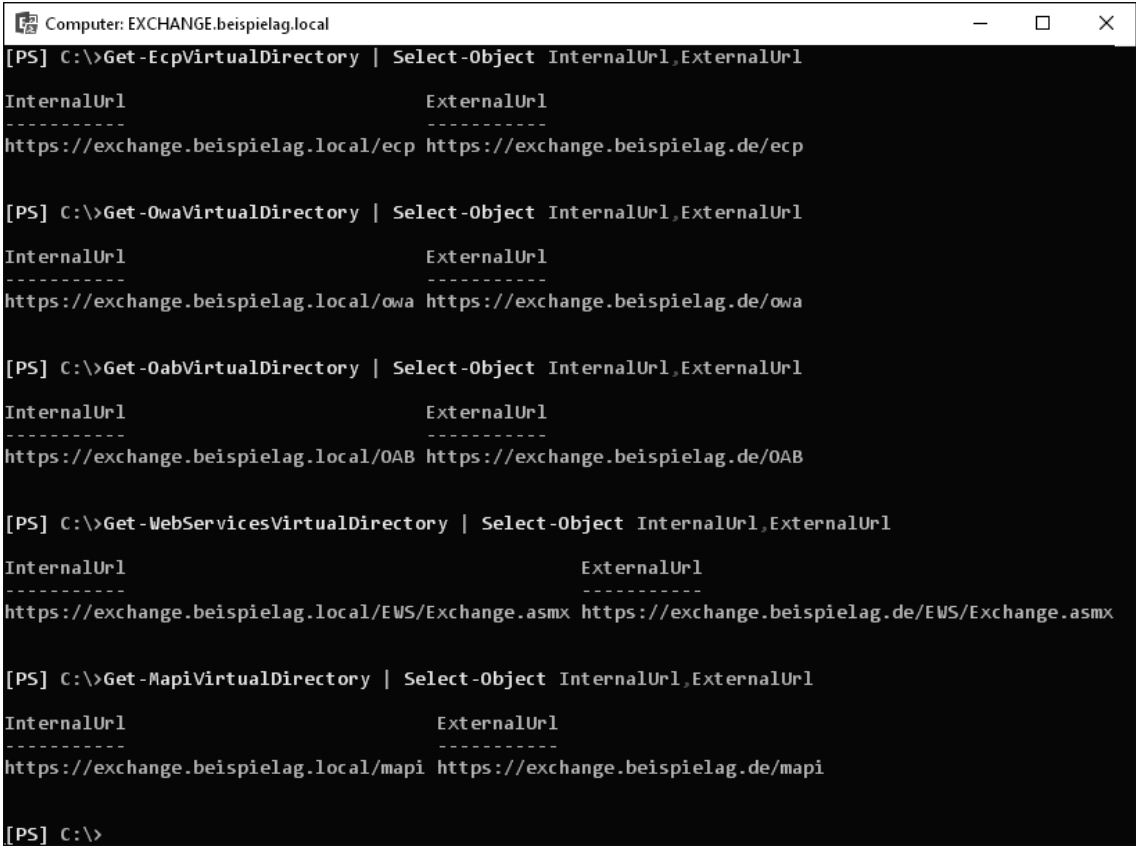 Computer: EXCHANGE.beispielag.local
[PS] C:\>Get-EcpVirtualDirectory | Select-Object InternalUrl,ExternalUrl
InternalUrl ExternalUrl
----------- -----------
https://exchange.beispielag.local/ecp https://exchange.beispielag.de/ecp
[PS] C:\>Get-OwaVirtualDirectory | Select-Object InternalUrl,ExternalUrl
InternalUrl ExternalUrl
----------- -----------
https://exchange.beispielag.local/owa https://exchange.beispielag.de/owa
[PS] C:\>Get-OabVirtualDirectory | Select-Object InternalUrl,ExternalUrl
InternalUrl ExternalUrl
----------- -----------
https://exchange.beispielag.local/OAB https://exchange.beispielag.de/OAB
[PS] C:\>Get-WebServicesVirtualDirectory | Select-Object InternalUrl,ExternalUrl
InternalUrl ExternalUrl
----------- -----------
https://exchange.beispielag.local/EWS/Exchange.asmx https://exchange.beispielag.de/EWS/Exchange.asmx
[PS] C:\>Get-MapiVirtualDirectory | Select-Object InternalUrl,ExternalUrl
InternalUrl ExternalUrl
----------- -----------
https://exchange.beispielag.local/mapi https://exchange.beispielag.de/mapi
[PS] C:\>